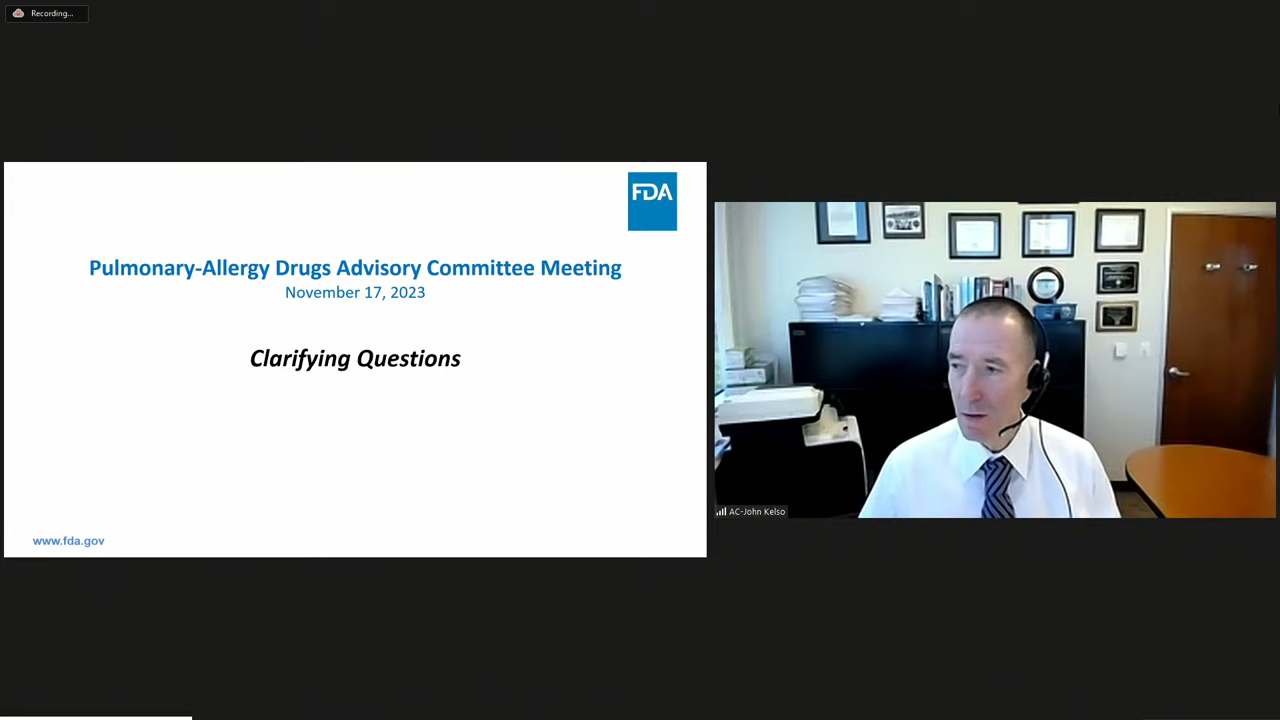 Recording...
FDA
Pulmonary-Allergy Drugs Advisory Committee Meeting
November 17, 2023
Clarifying Questions
www.fda.gov
AC-John Kelso